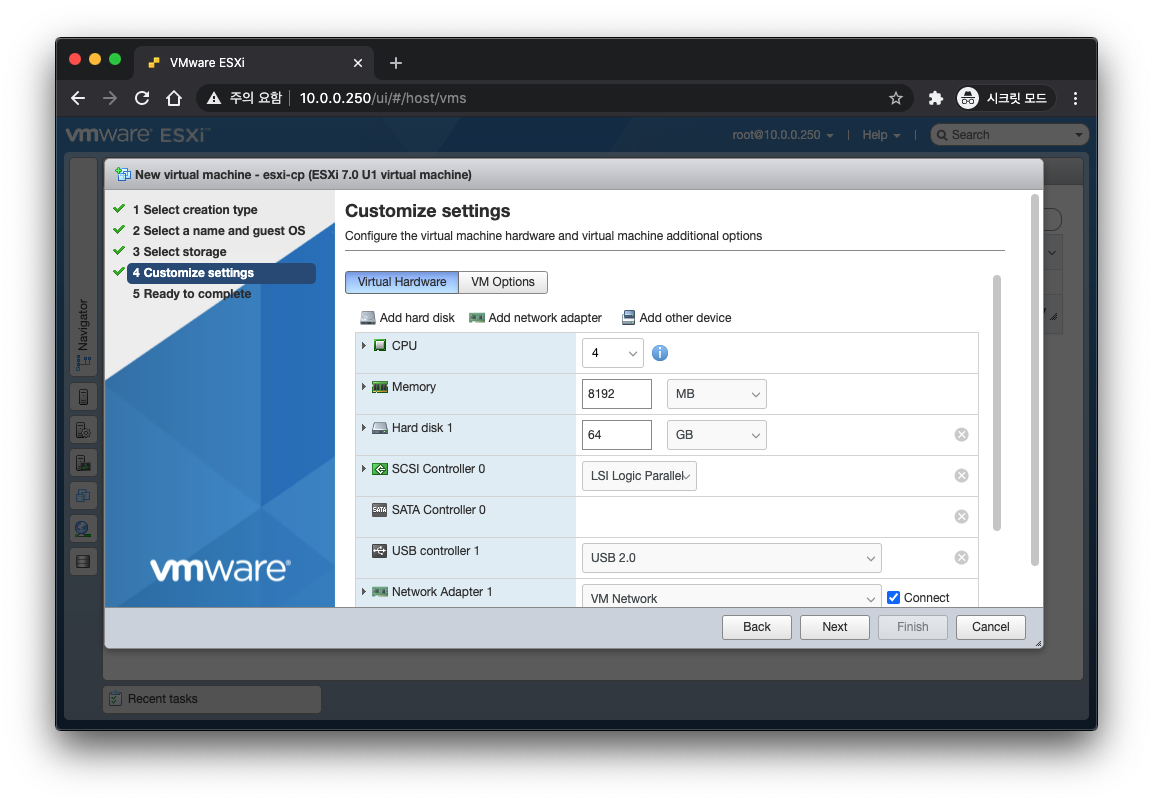 VMware ESXi
주의 요함 10.0.0.250/ui/#/host/vms 시크릿 모드
vmware® ESXi™ root@10.0.0.250 | Help | Search
Navigator
New virtual machine - esxi-cp (ESXi 7.0 U1 virtual machine)
1 Select creation type
2 Select a name and guest OS
3 Select storage
4 Customize settings
5 Ready to complete
vmware®
Customize settings
Configure the virtual machine hardware and virtual machine additional options
Virtual Hardware VM Options
Add hard disk Add network adapter Add other device
CPU 4
Memory 8192 MB
Hard disk 1 64 GB
SCSI Controller 0 LSI Logic Parallel
SATA SATA Controller 0
USB controller 1 USB 2.0
Network Adapter 1 VM Network Connect
Back Next Finish Cancel
Recent tasks